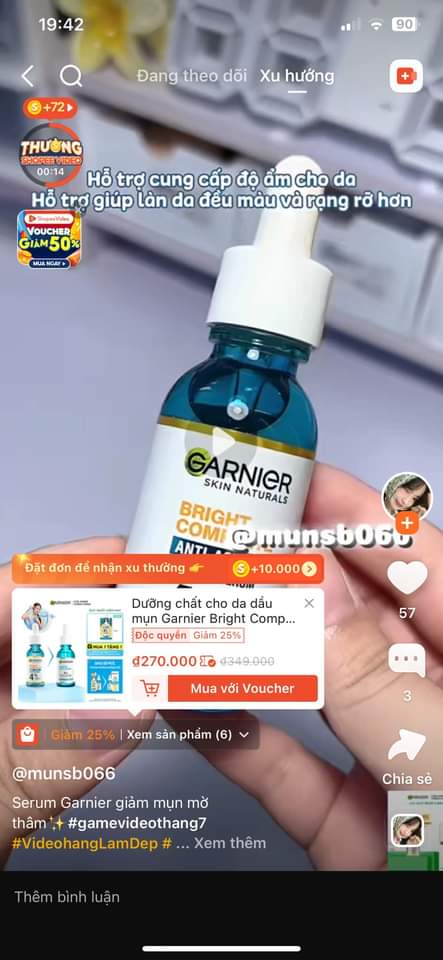 19:42
90
Đang theo dõi Xu hướng
S +72
THƯỞNG
SHOPEE VIDEO
00:14
Hỗ trợ cung cấp độ ẩm cho da
Hỗ trợ giúp làn da đều màu và rạng rỡ hơn
ShopeeVideo
VOUCHER
GIẢM 50%
MUA NGAY
GARNIER
SKIN NATURALS
BRIGHT
@munsb066
Đặt đơn để nhận xu thưởng 👉 S +10.000
Dưỡng chất cho da dầu
mụn Garnier Bright Comp...
Độc quyền Giảm 25%
₫270.000 ₫349.000
Mua với Voucher
Giảm 25% | Xem sản phẩm (6)
57
3
Chia sẻ
@munsb066
Serum Garnier giảm mụn mờ
thâm✨#gamevideothang7
#VideohangLamDep # ... Xem thêm
Thêm bình luận